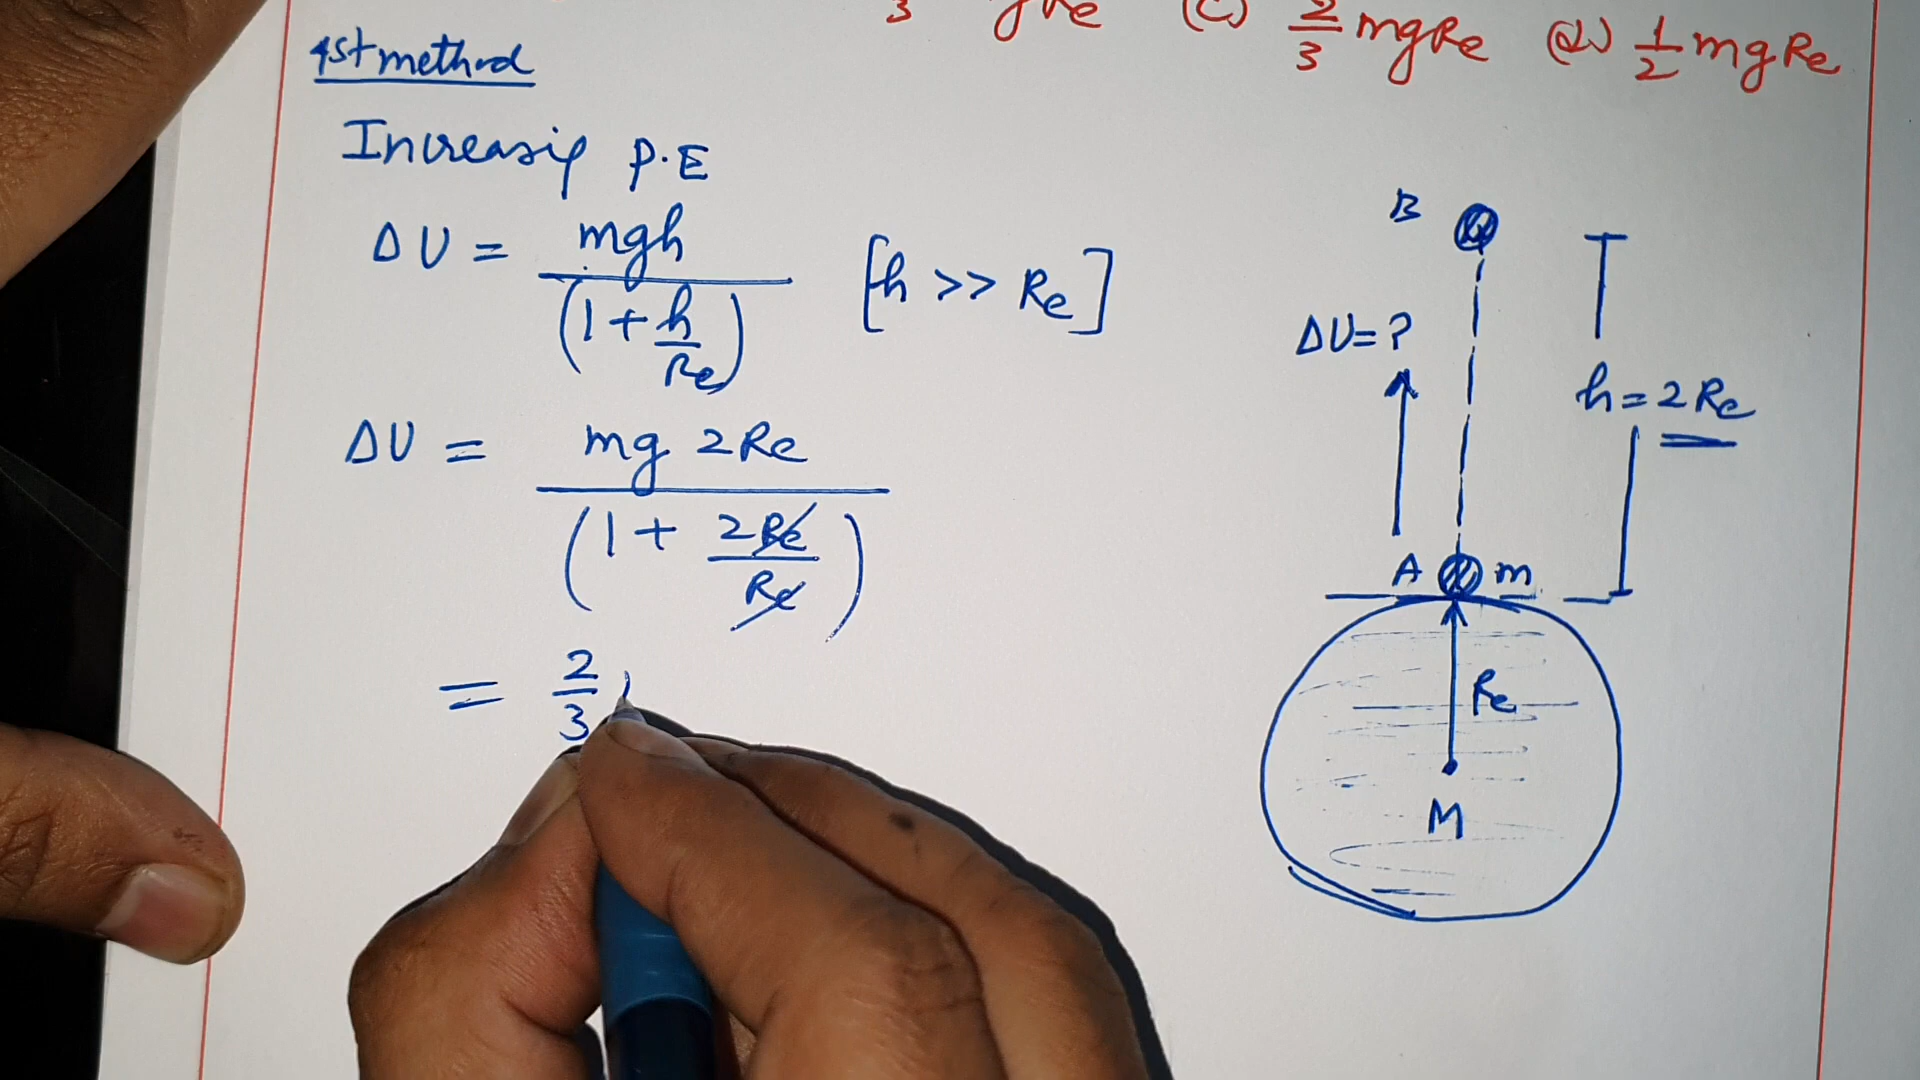 (c) 2/3 mgRe (d) 1/2 mgRe
1st method
Increasig P.E
ΔU = mgh / (1 + h/Re) [h >> Re]
ΔU = mg 2Re / (1 + 2Re/Re)
= 2/3
B
ΔU = ?
h = 2Re
A m
Re
M